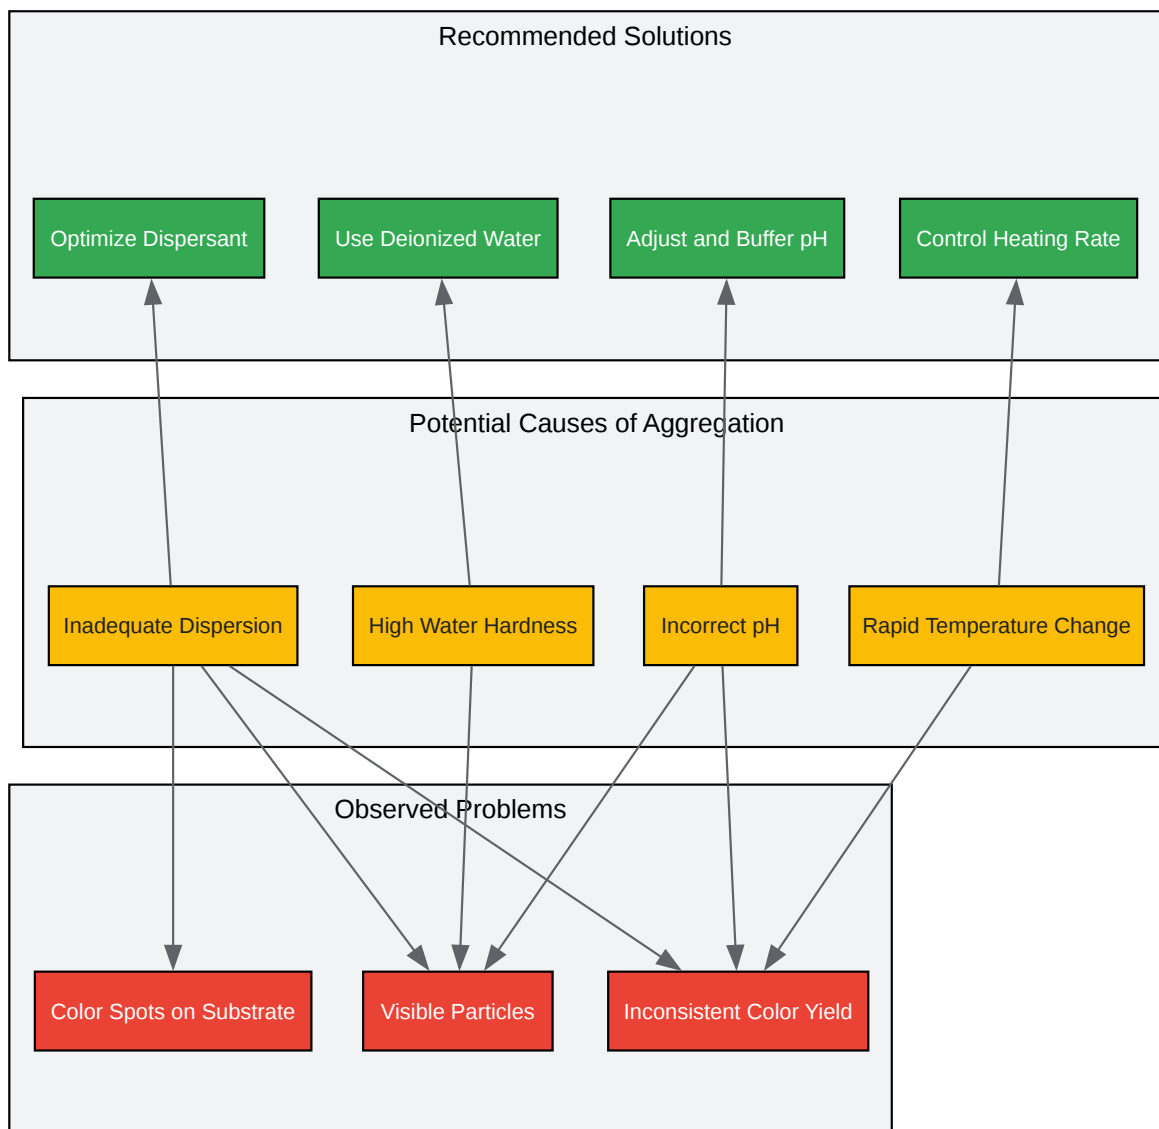 Recommended Solutions
Optimize Dispersant
Use Deionized Water
Adjust and Buffer pH
Control Heating Rate
Potential Causes of Aggregation
Inadequate Dispersion
High Water Hardness
Incorrect pH
Rapid Temperature Change
Observed Problems
Color Spots on Substrate
Visible Particles
Inconsistent Color Yield